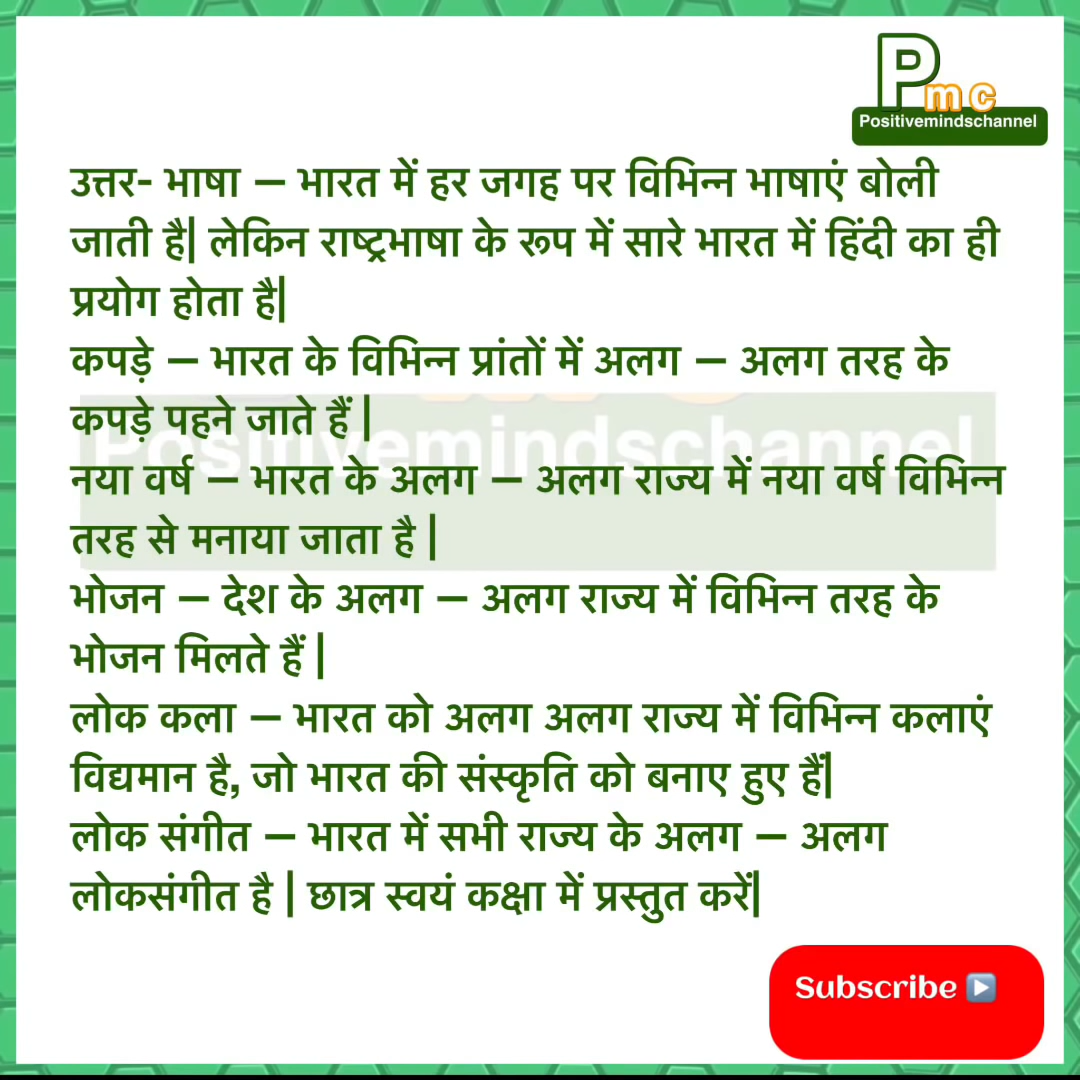 Pmc
Positivemindschannel
उत्तर- भाषा – भारत में हर जगह पर विभिन्न भाषाएं बोली
जाती है| लेकिन राष्ट्रभाषा के रूप में सारे भारत में हिंदी का ही
प्रयोग होता है|
कपड़े – भारत के विभिन्न प्रांतों में अलग – अलग तरह के
कपड़े पहने जाते हैं |
Positivemindschannel
नया वर्ष – भारत के अलग – अलग राज्य में नया वर्ष विभिन्न
तरह से मनाया जाता है |
भोजन – देश के अलग – अलग राज्य में विभिन्न तरह के
भोजन मिलते हैं |
लोक कला – भारत को अलग अलग राज्य में विभिन्न कलाएं
विद्यमान है, जो भारत की संस्कृति को बनाए हुए हैं|
लोक संगीत – भारत में सभी राज्य के अलग – अलग
लोकसंगीत है | छात्र स्वयं कक्षा में प्रस्तुत करें|
Subscribe